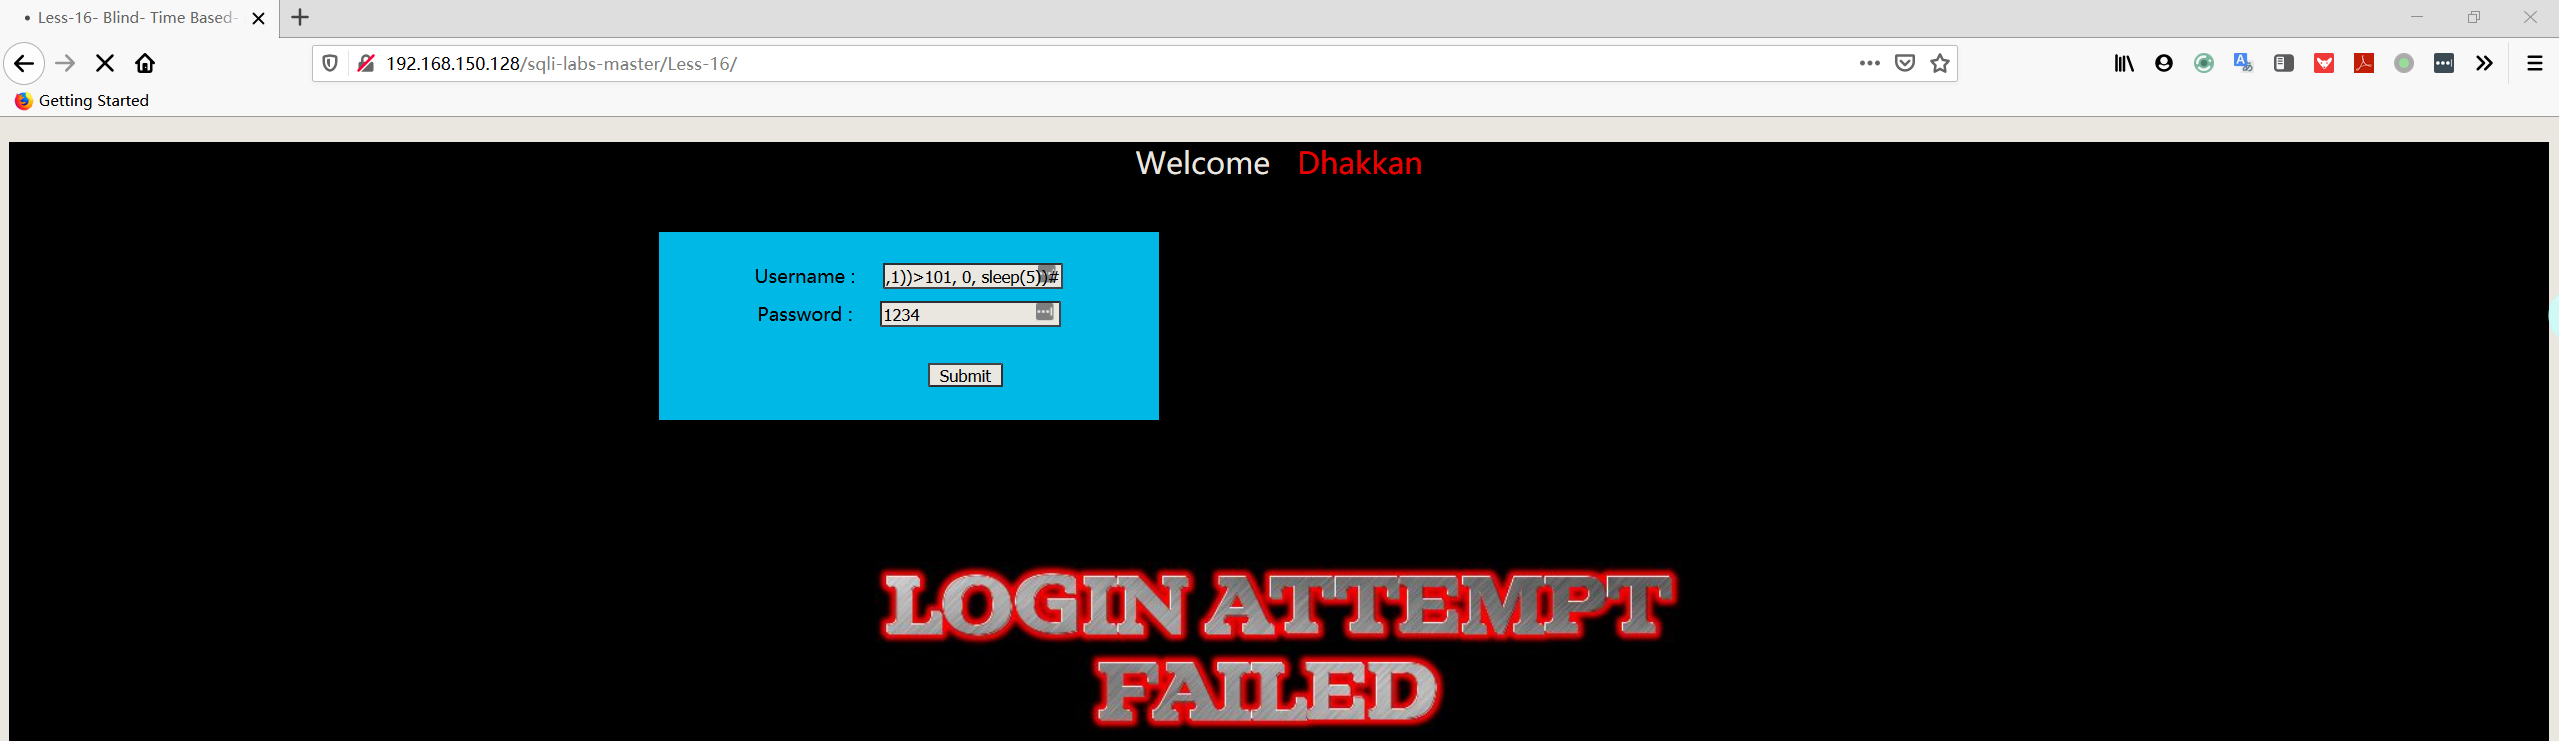 Less-16- Blind- Time Based-
192.168.150.128/sqli-labs-master/Less-16/
Getting Started
Welcome Dhakkan
Username : ,1))>101, 0, sleep(5))#
Password : 1234
Submit
LOGIN ATTEMPT
FAILED